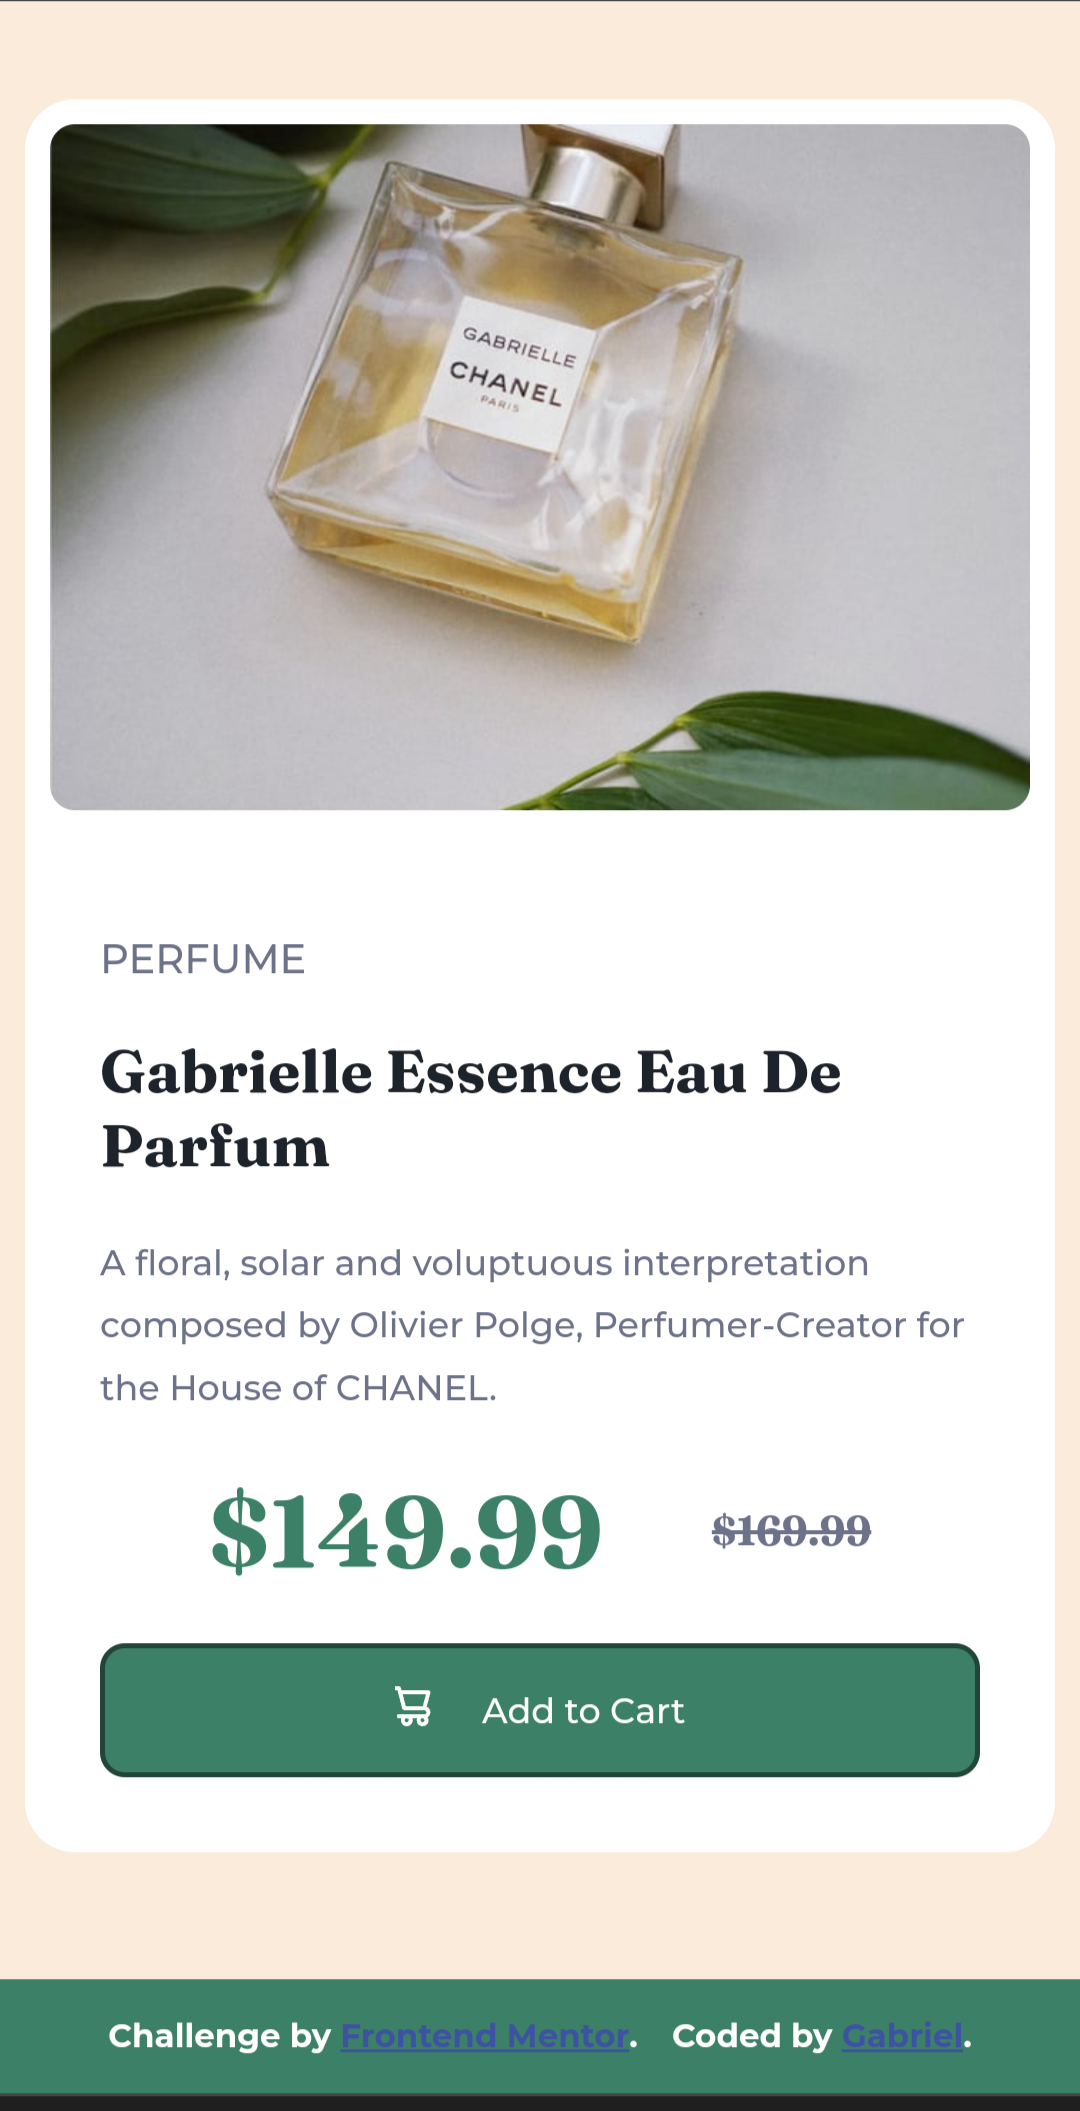 GABRIELLE
CHANEL
PARIS
PERFUME
Gabrielle Essence Eau De
Parfum
A floral, solar and voluptuous interpretation
composed by Olivier Polge, Perfumer-Creator for
the House of CHANEL.
$149.99 $169.99
Add to Cart
Challenge by Frontend Mentor. Coded by Gabriel.